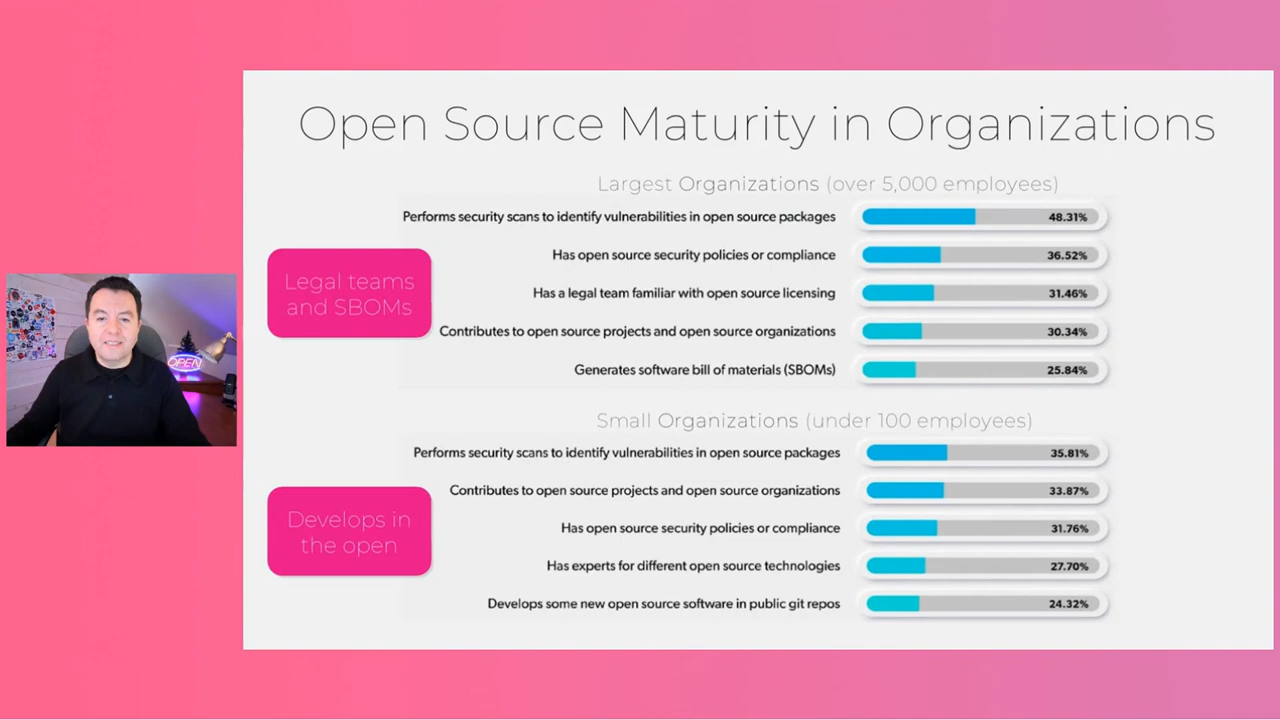 Open Source Maturity in Organizations
Largest Organizations (over 5,000 employees)
Performs security scans to identify vulnerabilities in open source packages 48.31%
Has open source security policies or compliance 36.52%
Legal teams
and SBOMs
Has a legal team familiar with open source licensing 31.46%
Contributes to open source projects and open source organizations 30.34%
Generates software bill of materials (SBOMs) 25.84%
OPEN
Small Organizations (under 100 employees)
Performs security scans to identify vulnerabilities in open source packages 35.81%
Contributes to open source projects and open source organizations 33.87%
Develops in
the open
Has open source security policies or compliance 31.76%
Has experts for different open source technologies 27.70%
Develops some new open source software in public git repos 24.32%